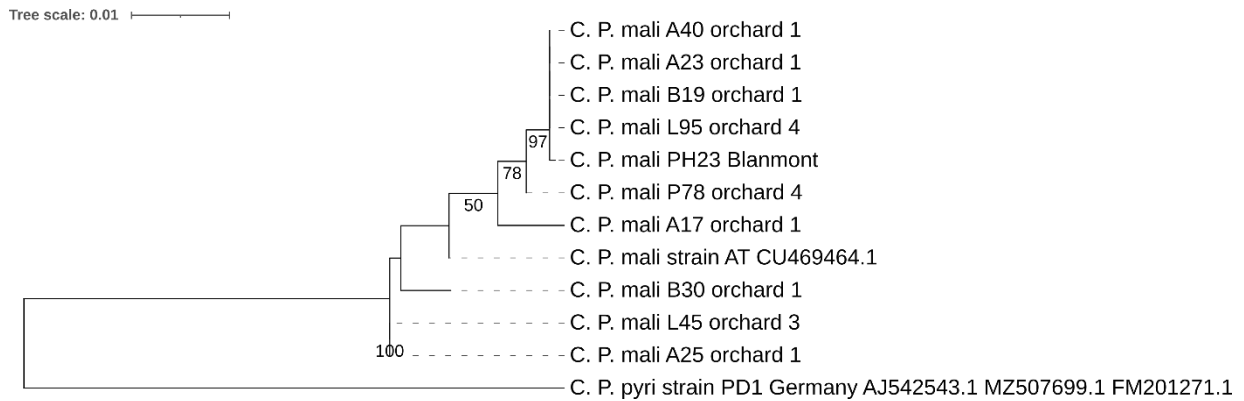 Tree scale: 0.01
C. P. mali A40 orchard 1
C. P. mali A23 orchard 1
C. P. mali B19 orchard 1
C. P. mali L95 orchard 4
97
C. P. mali PH23 Blanmont
78
C. P. mali P78 orchard 4
50
C. P. mali A17 orchard 1
C. P. mali strain AT CU469464.1
C. P. mali B30 orchard 1
C. P. mali L45 orchard 3
100
C. P. mali A25 orchard 1
C. P. pyri strain PD1 Germany AJ542543.1 MZ507699.1 FM201271.1